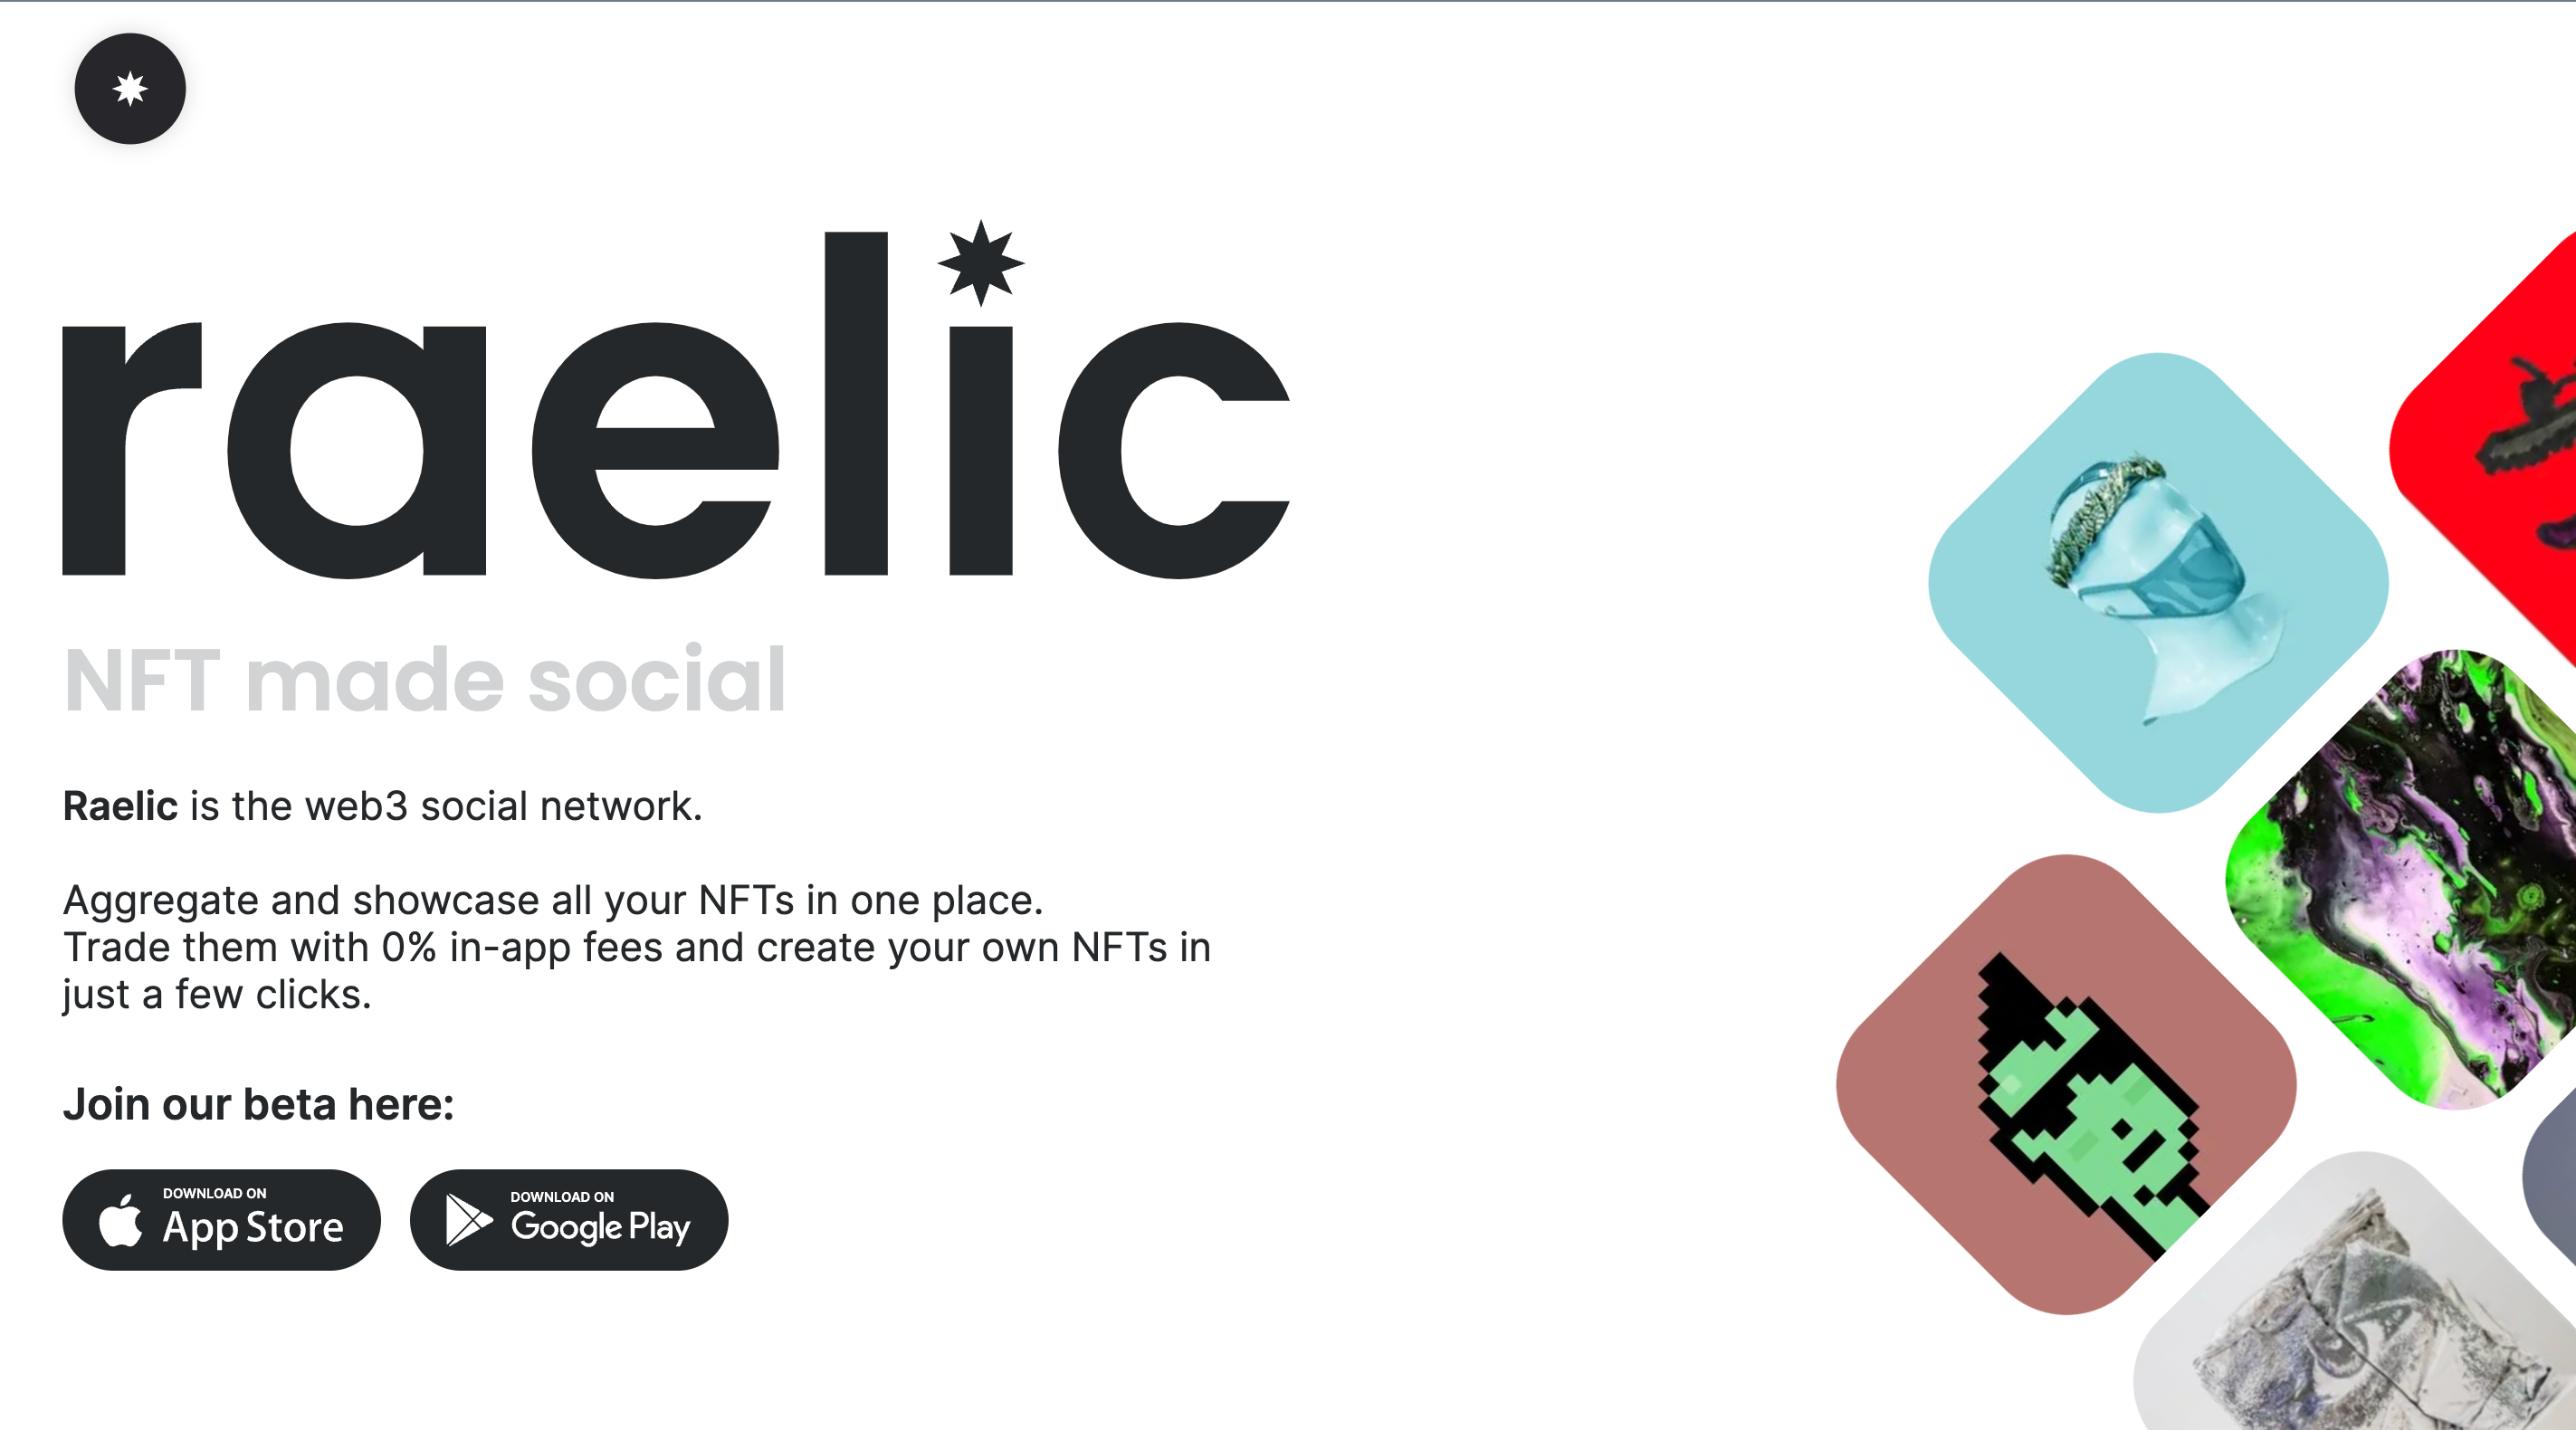 raelic
NFT made social
Raelic is the web3 social network.
Aggregate and showcase all your NFTs in one place.
Trade them with 0% in-app fees and create your own NFTs in
just a few clicks.
Join our beta here:
DOWNLOAD ON
App Store
DOWNLOAD ON
Google Play